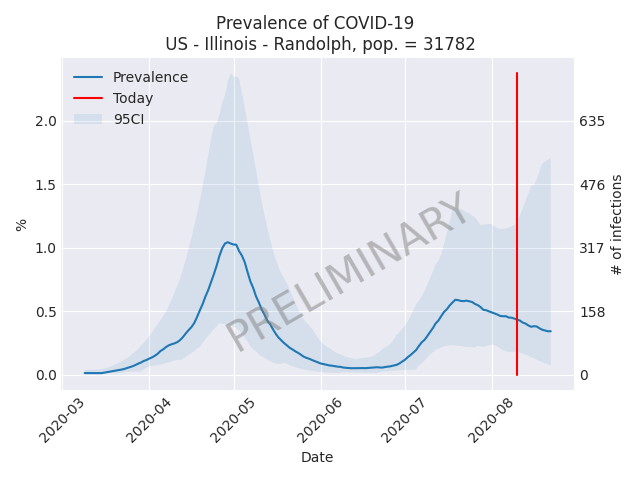 Prevalence of COVID-19
US - Illinois - Randolph, pop. = 31782
Prevalence
Today
95CI
2.0
1.5
1.0
0.5
0.0
%
635
476
317
158
0
# of infections
PRELIMINARY
2020-03
2020-04
2020-05
2020-06
2020-07
2020-08
Date